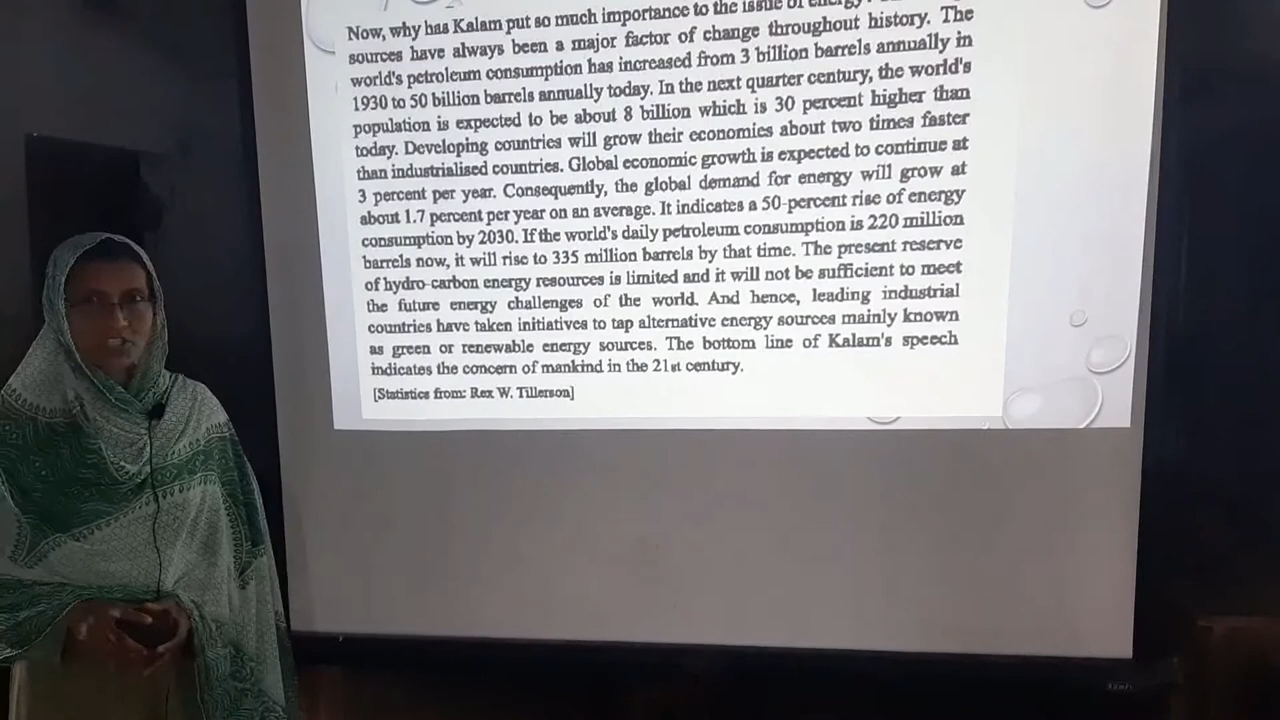 Now, why has Kalam put so much importance to the issue of energy?
sources have always been a major factor of change throughout history. The
world's petroleum consumption has increased from 3 billion barrels annually in
1930 to 50 billion barrels annually today. In the next quarter century, the world's
population is expected to be about 8 billion which is 30 percent higher than
today. Developing countries will grow their economies about two times faster
than industrialised countries. Global economic growth is expected to continue at
3 percent per year. Consequently, the global demand for energy will grow at
about 1.7 percent per year on an average. It indicates a 50-percent rise of energy
consumption by 2030. If the world's daily petroleum consumption is 220 million
barrels now, it will rise to 335 million barrels by that time. The present reserve
of hydro-carbon energy resources is limited and it will not be sufficient to meet
the future energy challenges of the world. And hence, leading industrial
countries have taken initiatives to tap alternative energy sources mainly known
as green or renewable energy sources. The bottom line of Kalam's speech
indicates the concern of mankind in the 21st century.
[Statistics from: Rex W. Tillerson]